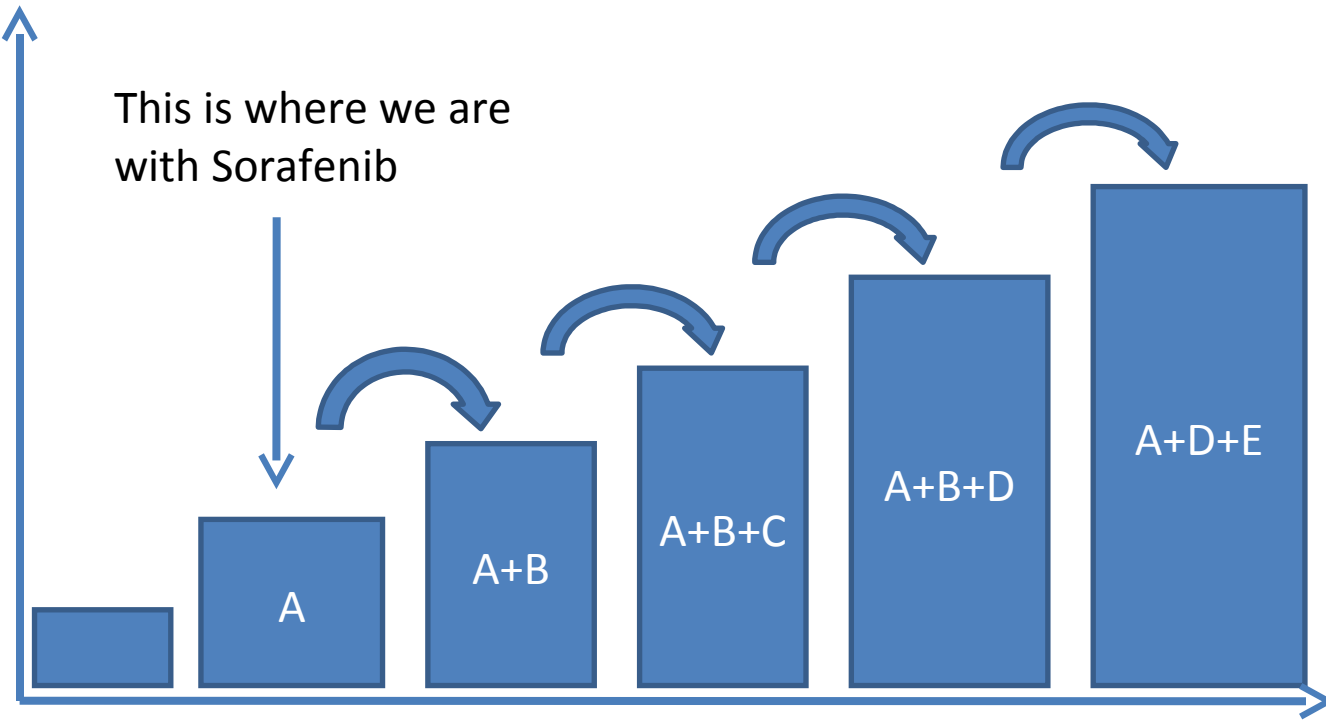 This is where we are
with Sorafenib
A
A+B
A+B+C
A+B+D
A+D+E